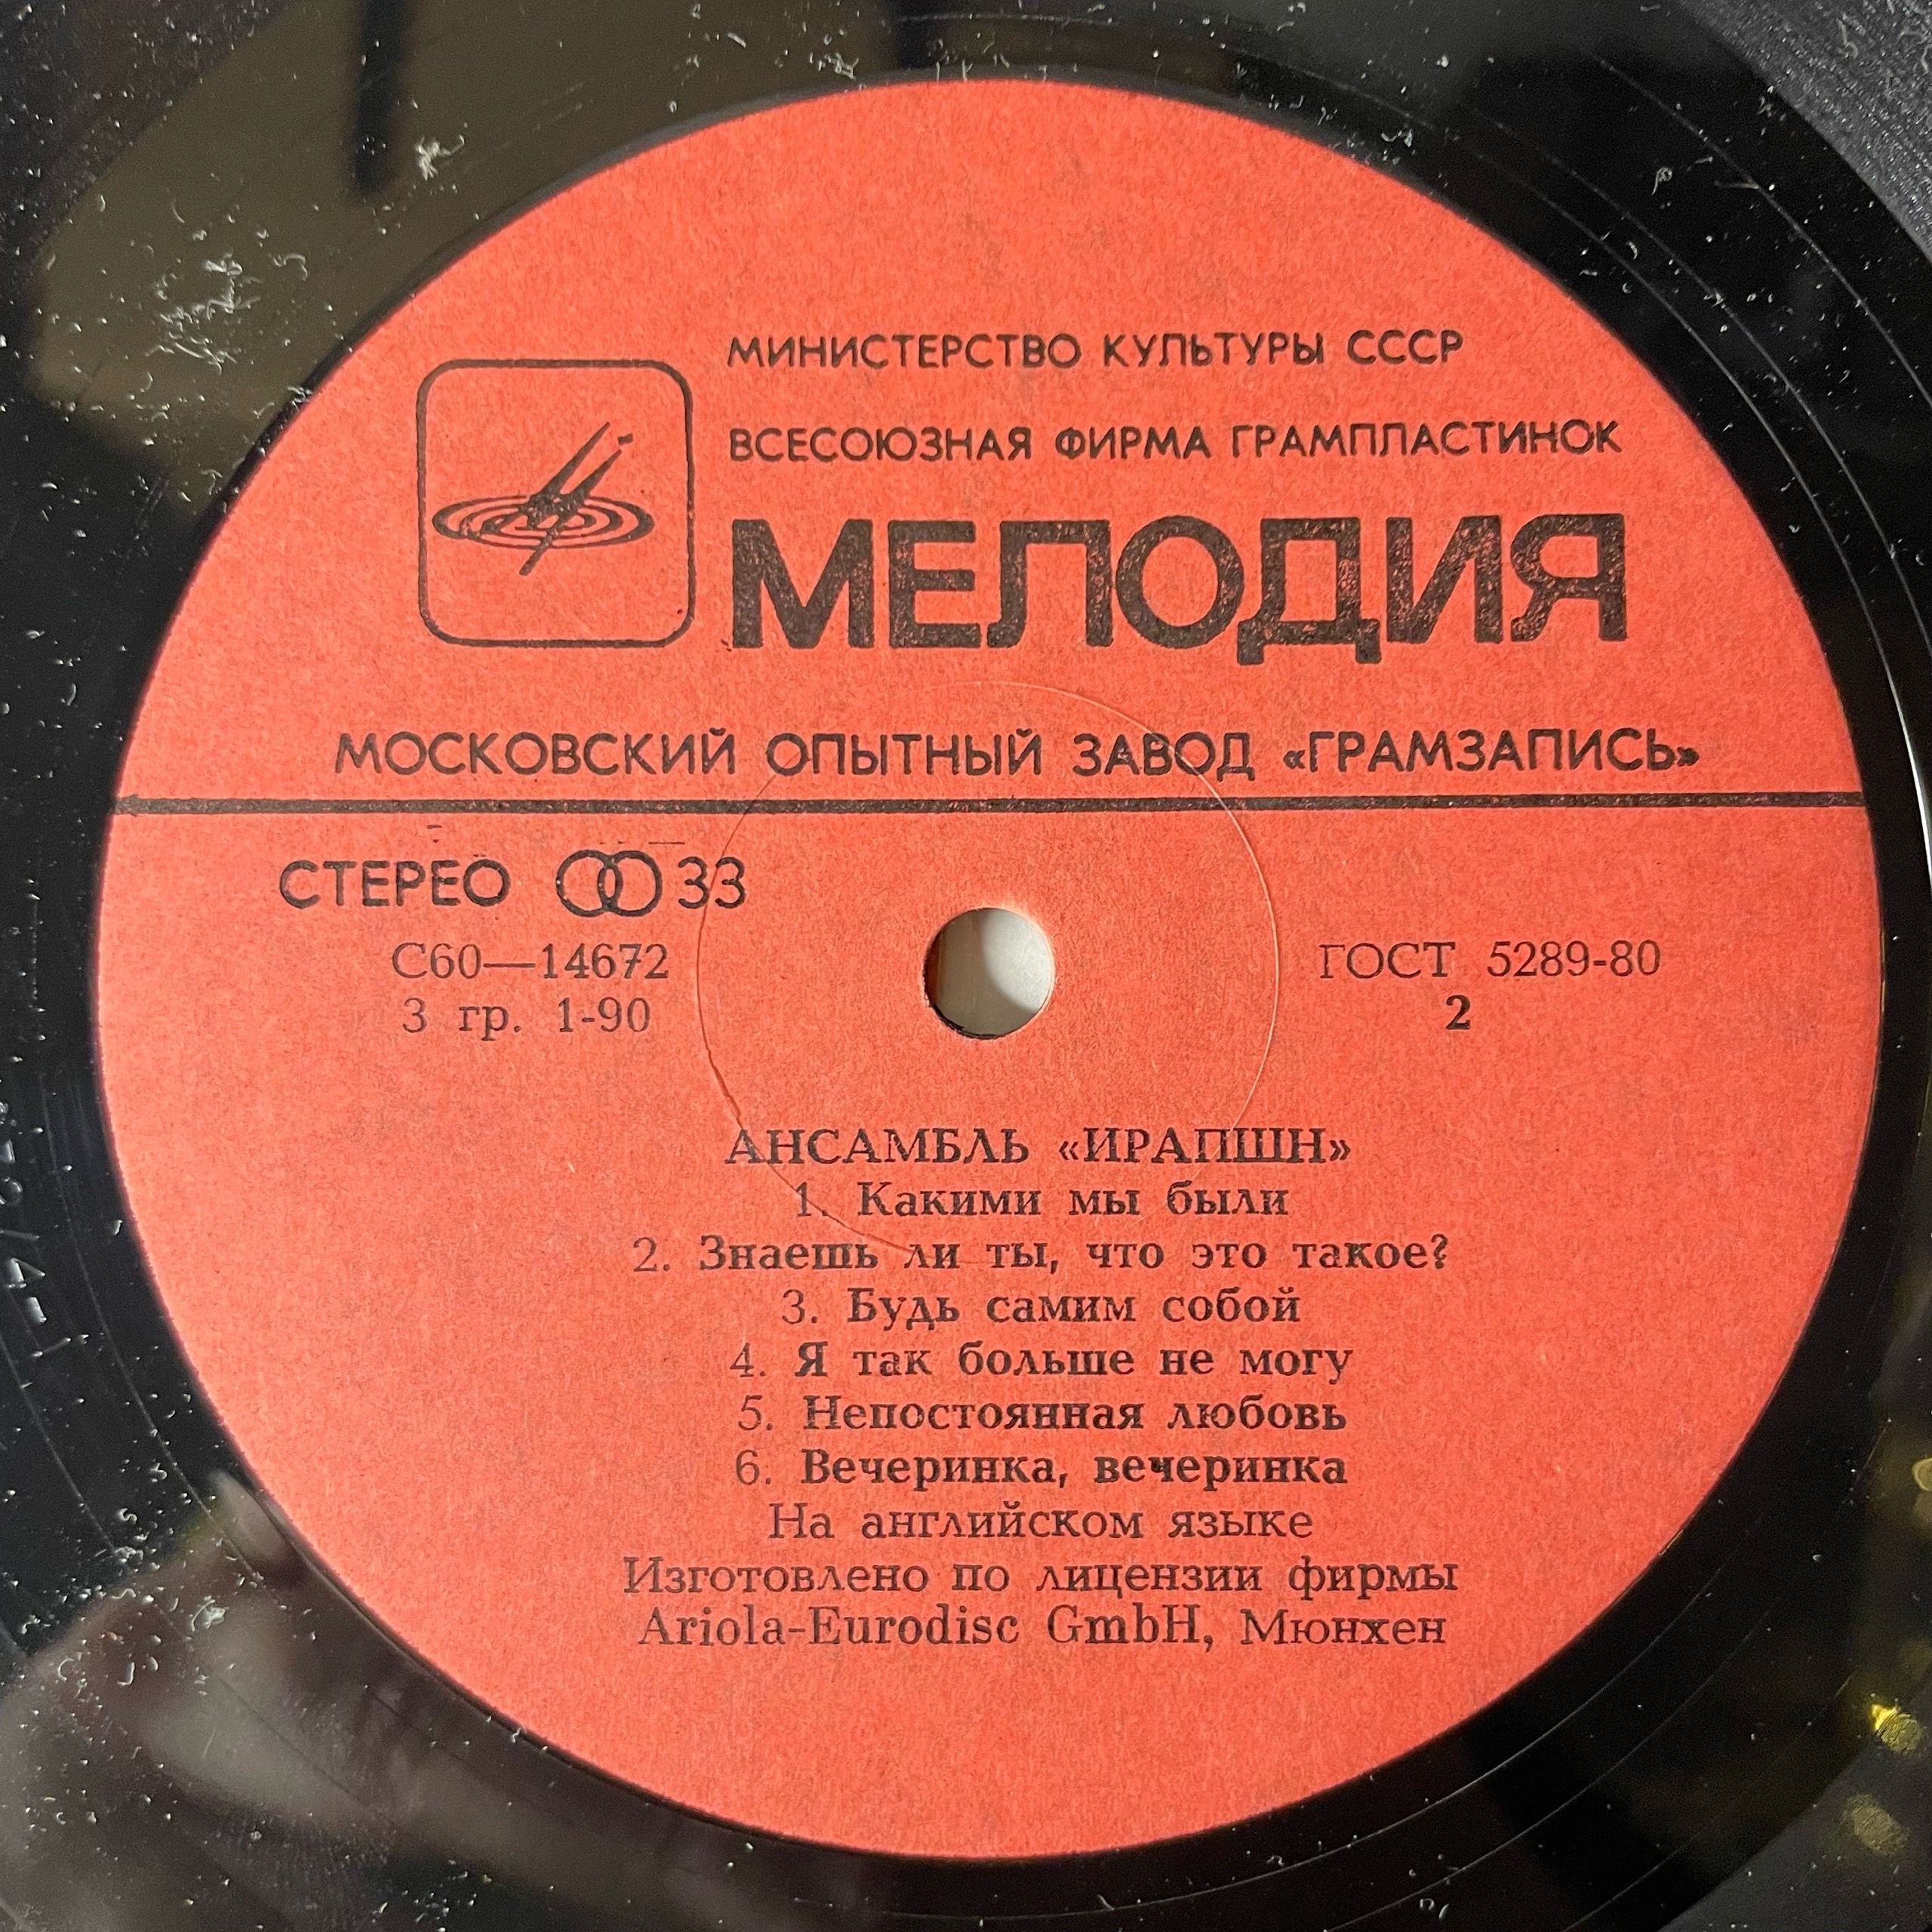 МИНИСТЕРСТВО КУЛЬТУРЫ СССР
ВСЕСОЮЗНАЯ ФИРМА ГРАМПЛАСТИНОК
МЕЛОДИЯ
МОСКОВСКИЙ ОПЫТНЫЙ ЗАВОД «ГРАМЗАПИСЬ»
СТЕРЕО 33
С60—14672
3 гр. 1-90
ГОСТ 5289-80
2
АНСАМБЛЬ «ИРАПШН»
1. Какими мы были
2. Знаешь ли ты, что это такое?
3. Будь самим собой
4. Я так больше не могу
5. Непостоянная любовь
6. Вечеринка, вечеринка
На английском языке
Изготовлено по лицензии фирмы
Ariola-Eurodisc GmbH, Мюнхен